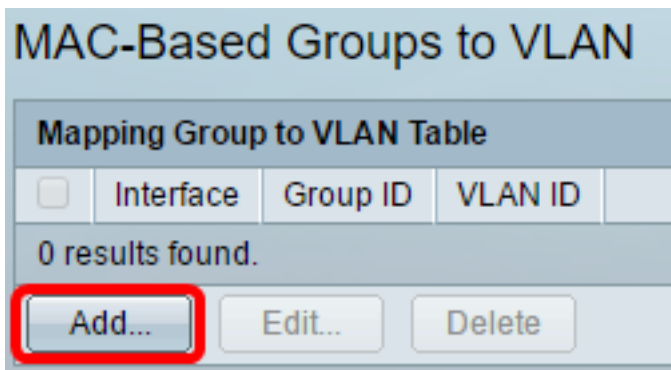 MAC-Based Groups to VLAN
Mapping Group to VLAN Table
Interface Group ID VLAN ID
0 results found.
Add... Edit... Delete